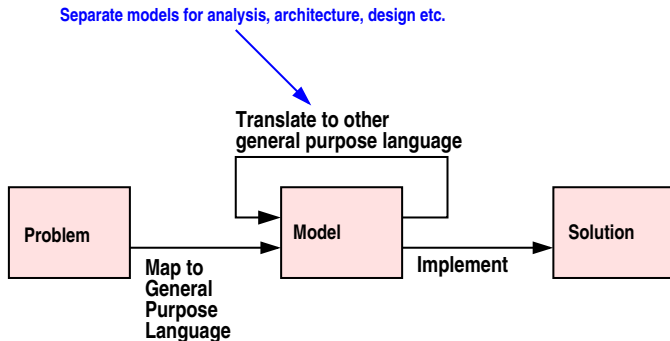 Separate models for analysis, architecture, design etc.
Translate to other
general purpose language
Problem
Model
Solution
Map to
General
Purpose
Language
Implement